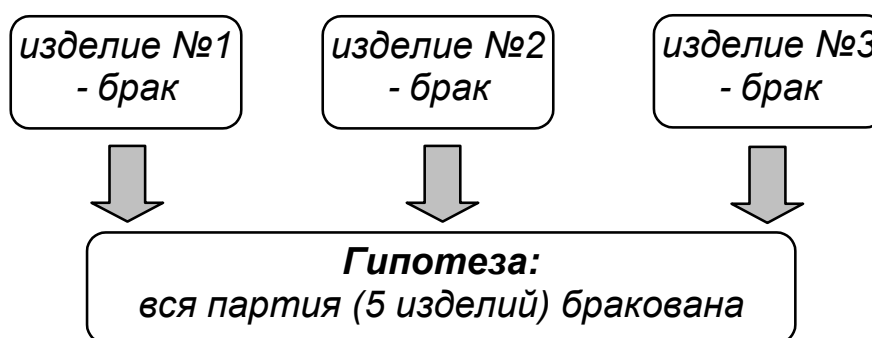 изделие №1
- брак
изделие №2
- брак
изделие №3
- брак
Гипотеза:
вся партия (5 изделий) бракована